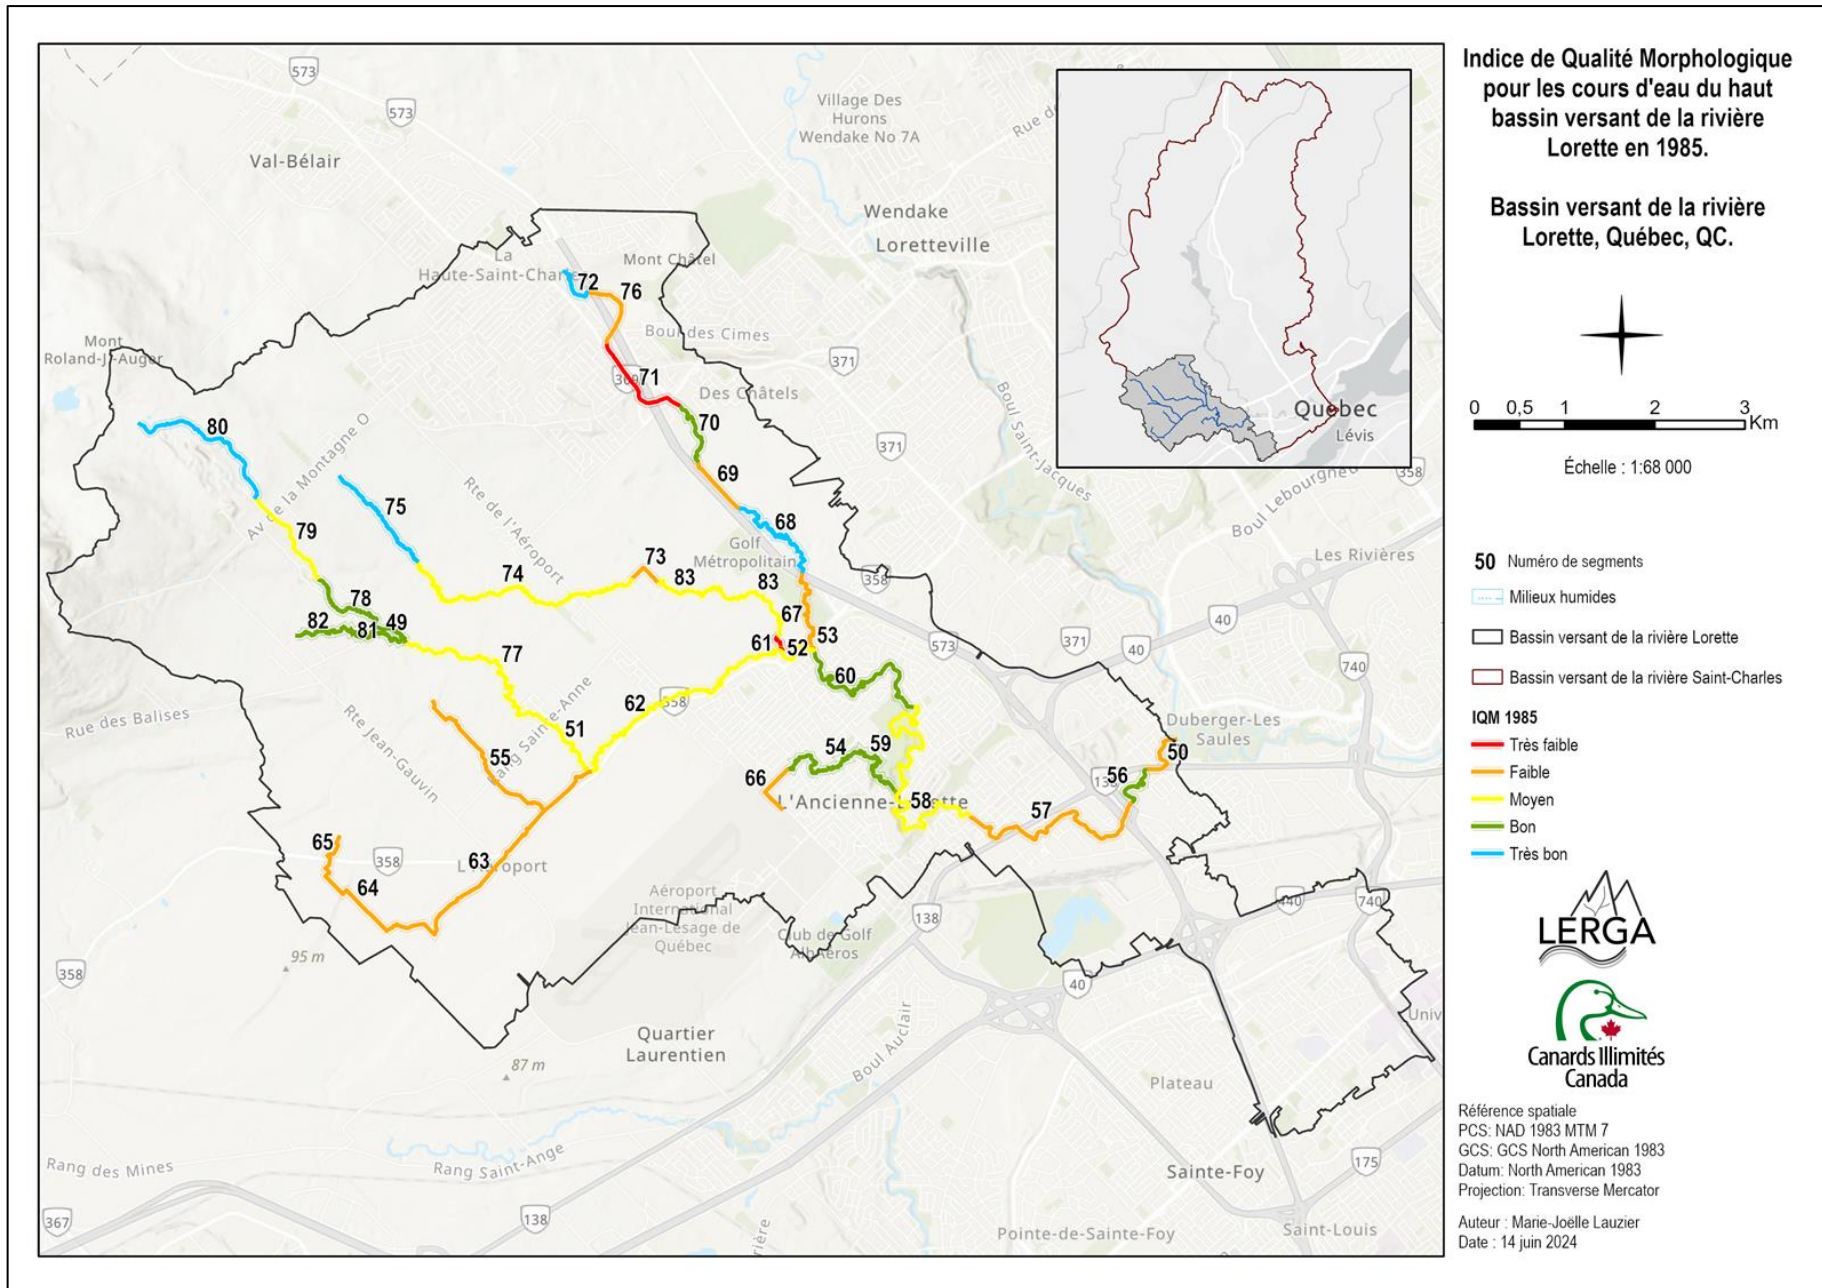 Indice de Qualité Morphologique
pour les cours d'eau du haut
bassin versant de la rivière
Lorette en 1985.
Bassin versant de la rivière
Lorette, Québec, QC.
0 0,5 1 2 3 Km
Échelle : 1:68 000
50 Numéro de segments
Milieux humides
Bassin versant de la rivière Lorette
Bassin versant de la rivière Saint-Charles
IQM 1985
Très faible
Faible
Moyen
Bon
Très bon
LERGA
Canards Illimités
Canada
Référence spatiale
PCS: NAD 1983 MTM 7
GCS: GCS North American 1983
Datum: North American 1983
Projection: Transverse Mercator
Auteur : Marie-Joëlle Lauzier
Date : 14 juin 2024
Québec
Lévis
573
573
Val-Bélair
Village Des
Hurons
Wendake No 7A
Wendake
Loretteville
La
Mont Châtel
72
76
Boul des Cimes
371
Mont
71
Des Châtels
70
371
Boul Saint-Jacques
358
80
Av de la Montagne O
69
75
Rte de l'Aéroport
68
Golf
Métropolitain
Les Rivières
79
73
74
83
83
358
40
78
67
82
81
49
61
52
53
573
371
40
740
77
60
62
358
Rue des Balises
51
Duberger-Les
Saules
Rte Jean-Gauvin
55
54
59
50
56
66
58
57
65
358
63
64
Aéroport
International
Jean-Lesage de
Québec
138
Club de Golf
440
740
95 m
358
40
Quartier
Laurentien
Boul Auclair
87 m
Plateau
Rang des Mines
Rang Saint-Ange
Sainte-Foy
175
367
138
Pointe-de-Sainte-Foy
Saint-Louis